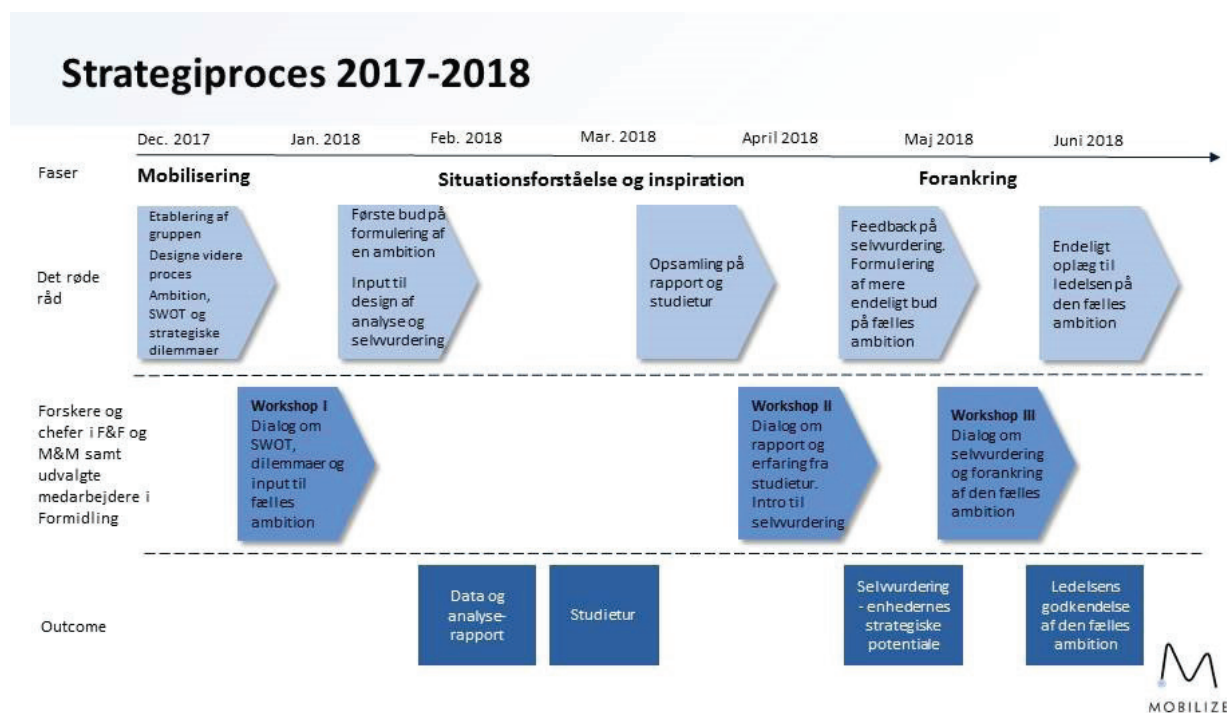 Strategiproces 2017-2018
Dec. 2017
Jan. 2018
Feb. 2018
Mar. 2018
April 2018
Maj 2018
Juni 2018
Faser
Mobilisering
Situationsforståelse og inspiration
Forankring
Det røde
råd
Etablering af
gruppen
Designe videre
proces
Ambition,
SWOT og
strategiske
dilemmaer
Første bud på
formulering af
en ambition
Input til
design af
analyse og
selvvurdering
Opsamling på
rapport og
studietur
Feedback på
selvvurdering.
Formulering
af mere
endeligt bud
på fælles
ambition
Endeligt
oplæg til
ledelsen på
den fælles
ambition
Forskere og
chefer i F&F og
M&M samt
udvalgte
medarbejdere i
Formidling
Workshop I
Dialog om
SWOT,
dilemmaer og
input til
fælles
ambition
Workshop II
Dialog om
rapport og
erfaring fra
studietur.
Intro til
selvvurdering
Workshop III
Dialog om
selvvurdering
og forankring
af den fælles
ambition
Outcome
Data og
analyse-
rapport
Studietur
Selvvurdering
- enhedernes
strategiske
potentiale
Ledelsens
godkendelse
af den fælles
ambition
MOBILIZE